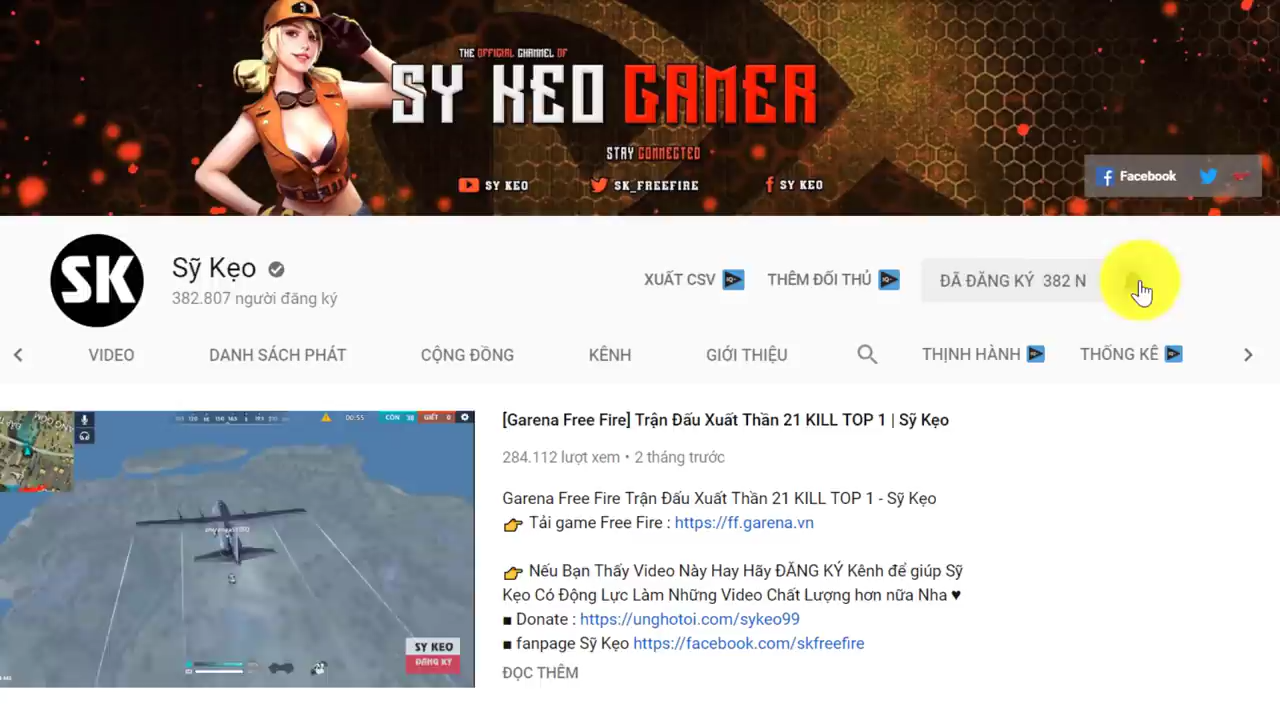 THE OFFICIAL CHANNEL OF
SY KEO GAMER
STAY CONNECTED
SY KEO
SK_FREEFIRE
SY KEO
Facebook
SK
Sỹ Kẹo
382.807 người đăng ký
XUẤT CSV
THÊM ĐỐI THỦ
ĐÃ ĐĂNG KÝ 382 N
VIDEO
DANH SÁCH PHÁT
CỘNG ĐỒNG
KÊNH
GIỚI THIỆU
THỊNH HÀNH
THỐNG KÊ
00:55
CÒN 38
GIẾT 0
SY KEO
ĐĂNG KÝ
[Garena Free Fire] Trận Đấu Xuất Thần 21 KILL TOP 1 | Sỹ Kẹo
284.112 lượt xem • 2 tháng trước
Garena Free Fire Trận Đấu Xuất Thần 21 KILL TOP 1 - Sỹ Kẹo
👉 Tải game Free Fire : https://ff.garena.vn
👉 Nếu Bạn Thấy Video Này Hay Hãy ĐĂNG KÝ Kênh để giúp Sỹ
Kẹo Có Động Lực Làm Những Video Chất Lượng hơn nữa Nha ♥
■ Donate : https://unghotoi.com/sykeo99
■ fanpage Sỹ Kẹo https://facebook.com/skfreefire
ĐỌC THÊM